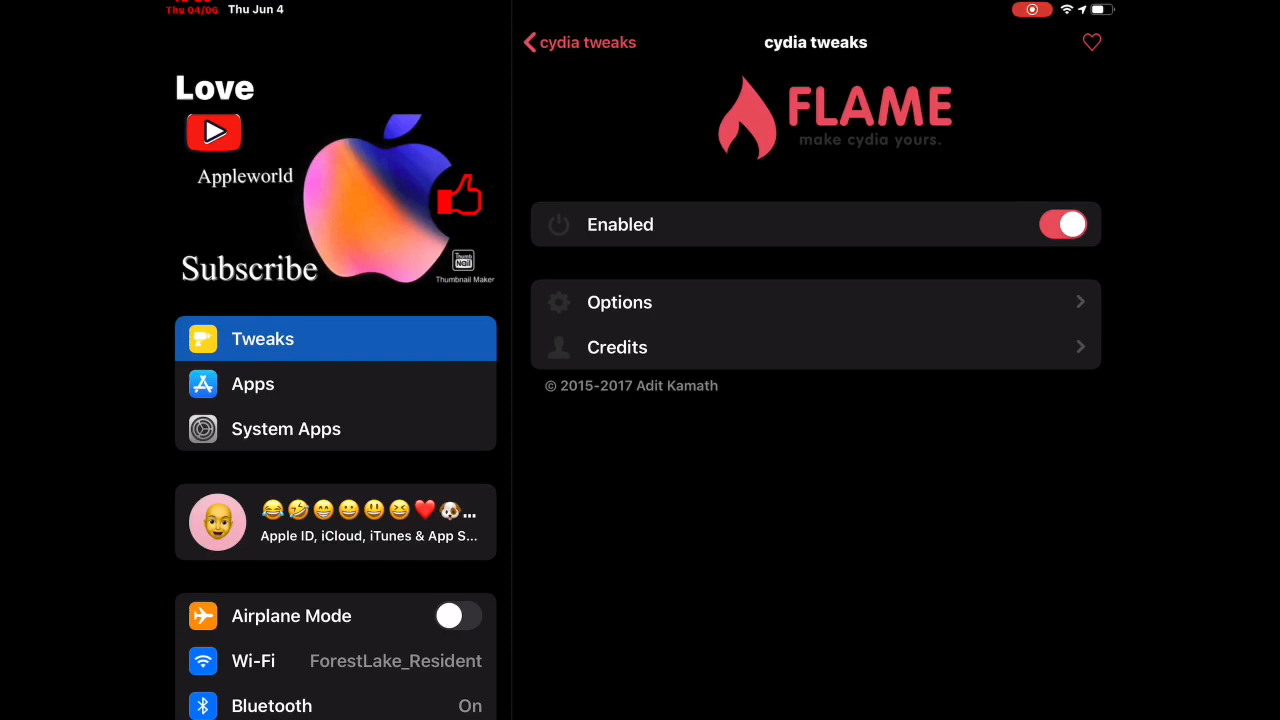 Thu 04/06 Thu Jun 4
Love
Appleworld
Subscribe
Thumb
Nail
Thumbnail Maker
Tweaks
Apps
System Apps
😂🤣😁😀😃😆❤️🐶...
Apple ID, iCloud, iTunes & App S...
Airplane Mode
Wi-Fi ForestLake_Resident
Bluetooth On
cydia tweaks cydia tweaks
FLAME
make cydia yours.
Enabled
Options
Credits
© 2015-2017 Adit Kamath